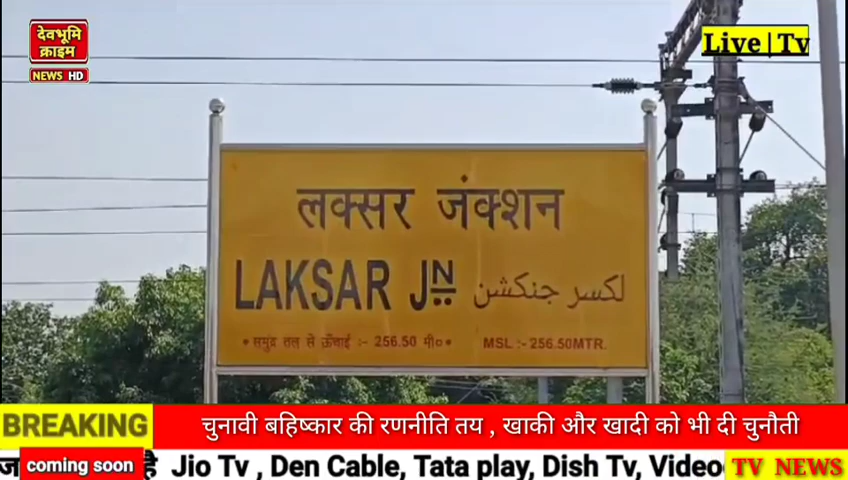 देवभूमि
क्राइम
NEWS HD
Live|Tv
लक्सर जंक्शन
LAKSAR JN لکسر جنکشن
•समुंद्र तल से ऊँचाई :- 256.50 मी०• MSL :- 256.50MTR.
BREAKING चुनावी बहिष्कार की रणनीति तय , खाकी और खादी को भी दी चुनौती
coming soon है Jio Tv , Den Cable, Tata play, Dish Tv, Video
TV NEWS